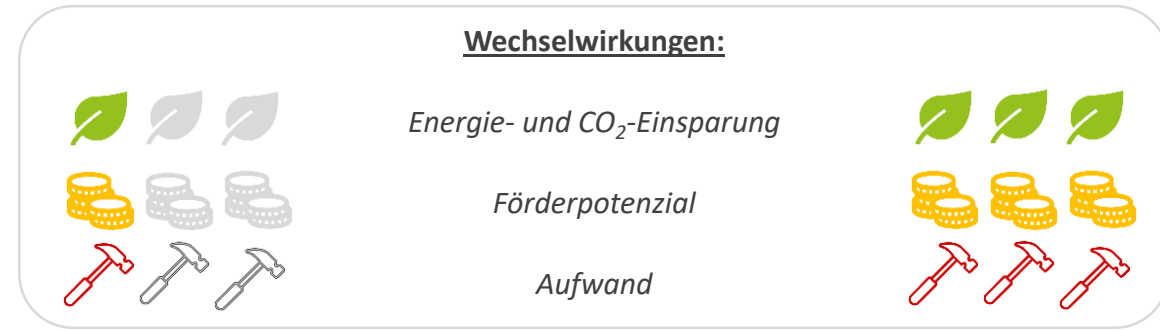 Wechselwirkungen:
Energie- und CO₂-Einsparung
Förderpotenzial
Aufwand